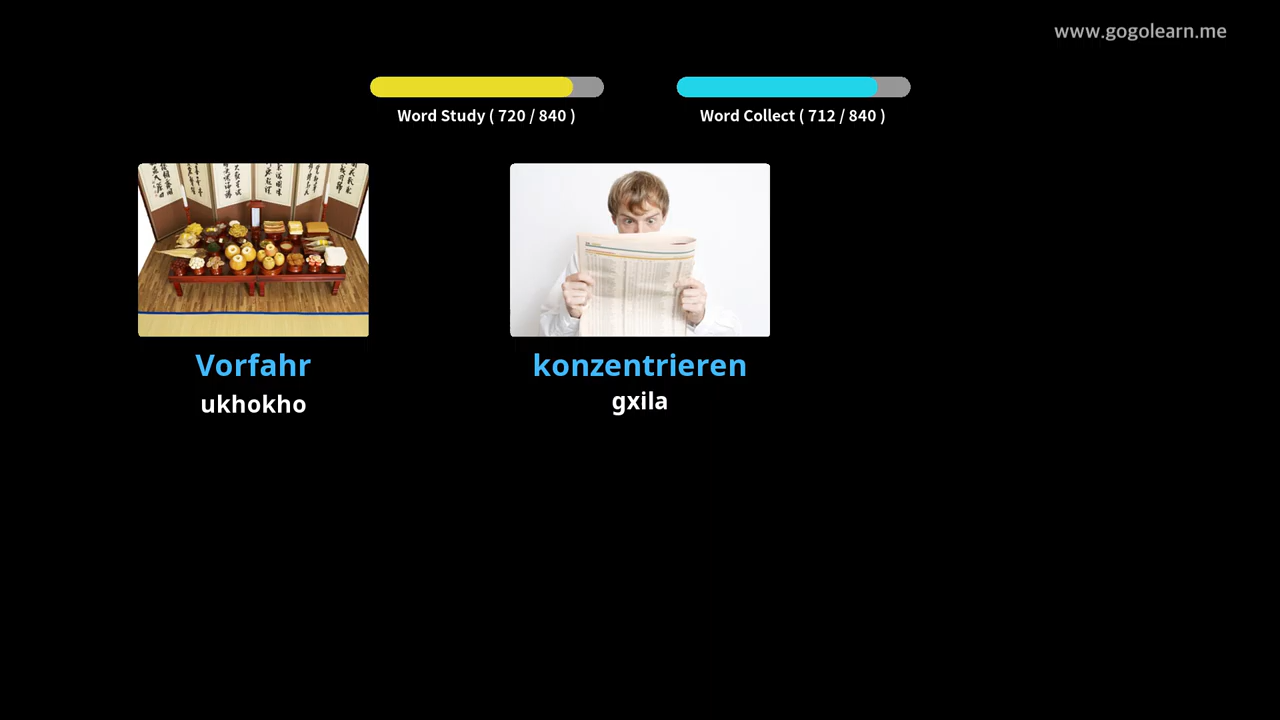 www.gogolearn.me
Word Study ( 720 / 840 )
Word Collect ( 712 / 840 )
Vorfahr
ukhokho
konzentrieren
gxila